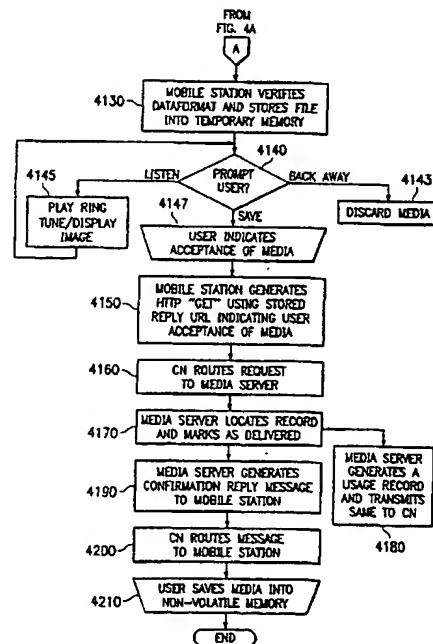 FROM
FIG. 4A
A
4130
MOBILE STATION VERIFIES
DATAFORMAT AND STORES FILE
INTO TEMPORARY MEMORY
4140
PROMPT
USER?
LISTEN
BACK AWAY
SAVE
4145
PLAY RING
TUNE/DISPLAY
IMAGE
4143
DISCARD MEDIA
4147
USER INDICATES
ACCEPTANCE OF MEDIA
4150
MOBILE STATION GENERATES
HTTP "GET" USING STORED
REPLY URL INDICATING USER
ACCEPTANCE OF MEDIA
4160
CN ROUTES REQUEST
TO MEDIA SERVER
4170
MEDIA SERVER LOCATES RECORD
AND MARKS AS DELIVERED
MEDIA SERVER
GENERATES A
USAGE RECORD
AND TRANSMITS
SAME TO CN
4180
4190
MEDIA SERVER GENERATES
CONFIRMATION REPLY MESSAGE
TO MOBILE STATION
4200
CN ROUTES MESSAGE
TO MOBILE STATION
4210
USER SAVES MEDIA INTO
NON-VOLATILE MEMORY
END